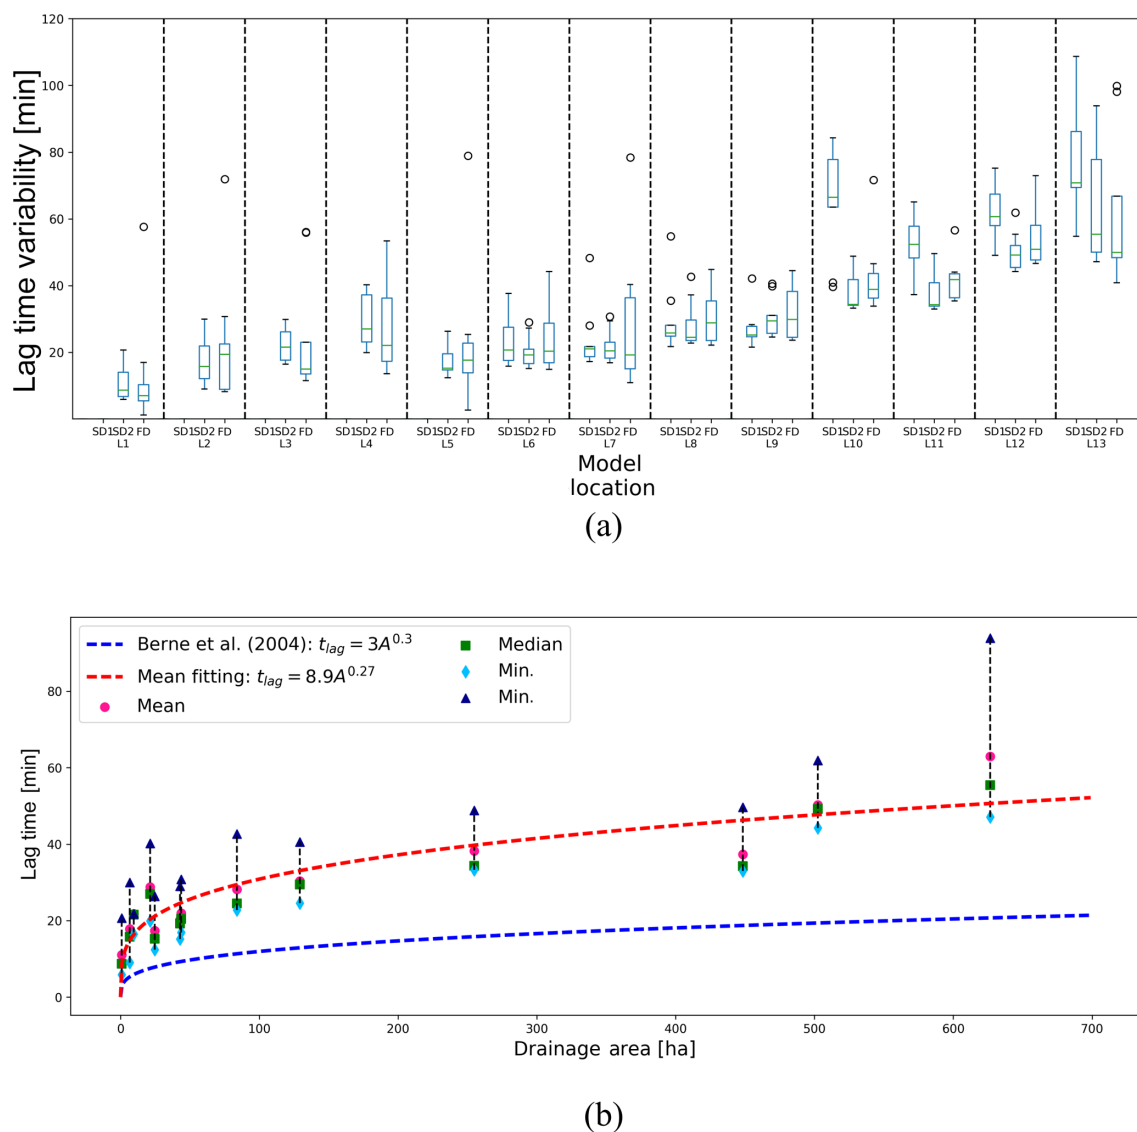 120
100
80
60
40
20
Lag time variability [min]
SD1SD2 FD SD1SD2 FD SD1SD2 FD SD1SD2 FD SD1SD2 FD SD1SD2 FD SD1SD2 FD SD1SD2 FD SD1SD2 FD SD1SD2 FD SD1SD2 FD SD1SD2 FD SD1SD2 FD
L1 L2 L3 L4 L5 L6 L7 L8 L9 L10 L11 L12 L13
Model
location
(a)
Berne et al. (2004): t_lag = 3A^0.3
Mean fitting: t_lag = 8.9A^0.27
Mean
Median
Min.
Min.
80
60
40
20
0
Lag time [min]
0 100 200 300 400 500 600 700
Drainage area [ha]
(b)